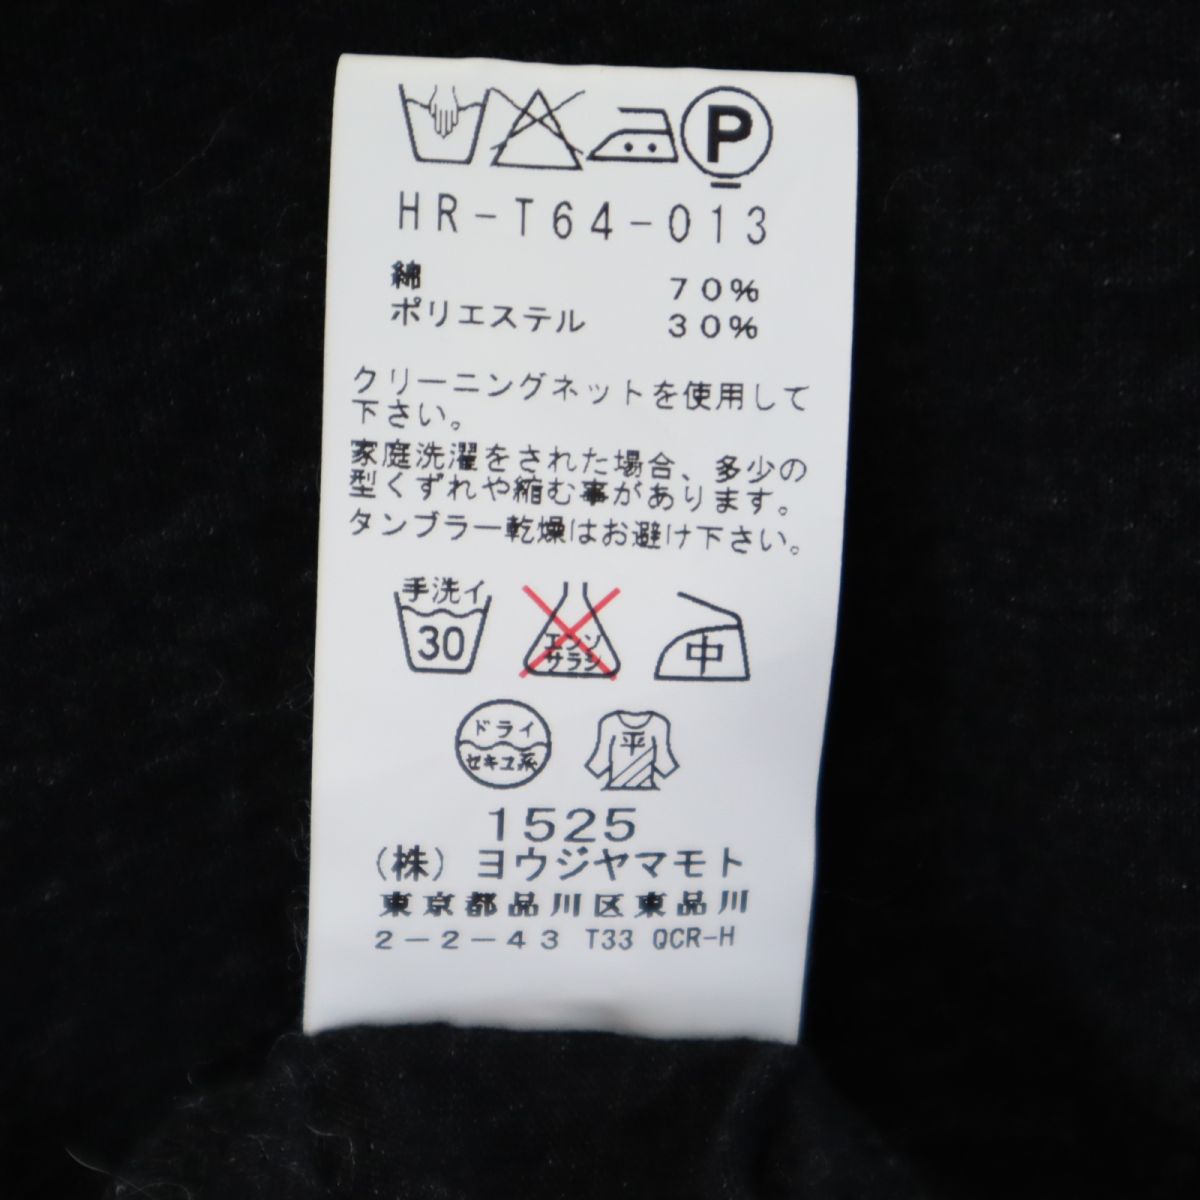 P
HR-T64-013
綿 70%
ポリエステル 30%
クリーニングネットを使用して
下さい。
家庭洗濯をされた場合、多少の
型くずれや縮む事があります。
タンブラー乾燥はお避け下さい。
手洗イ
30
エンソ
サラシ
中
ドライ
セキユ系
平
1525
(株) ヨウジヤマモト
東京都品川区東品川
2-2-43 T33 QCR-H